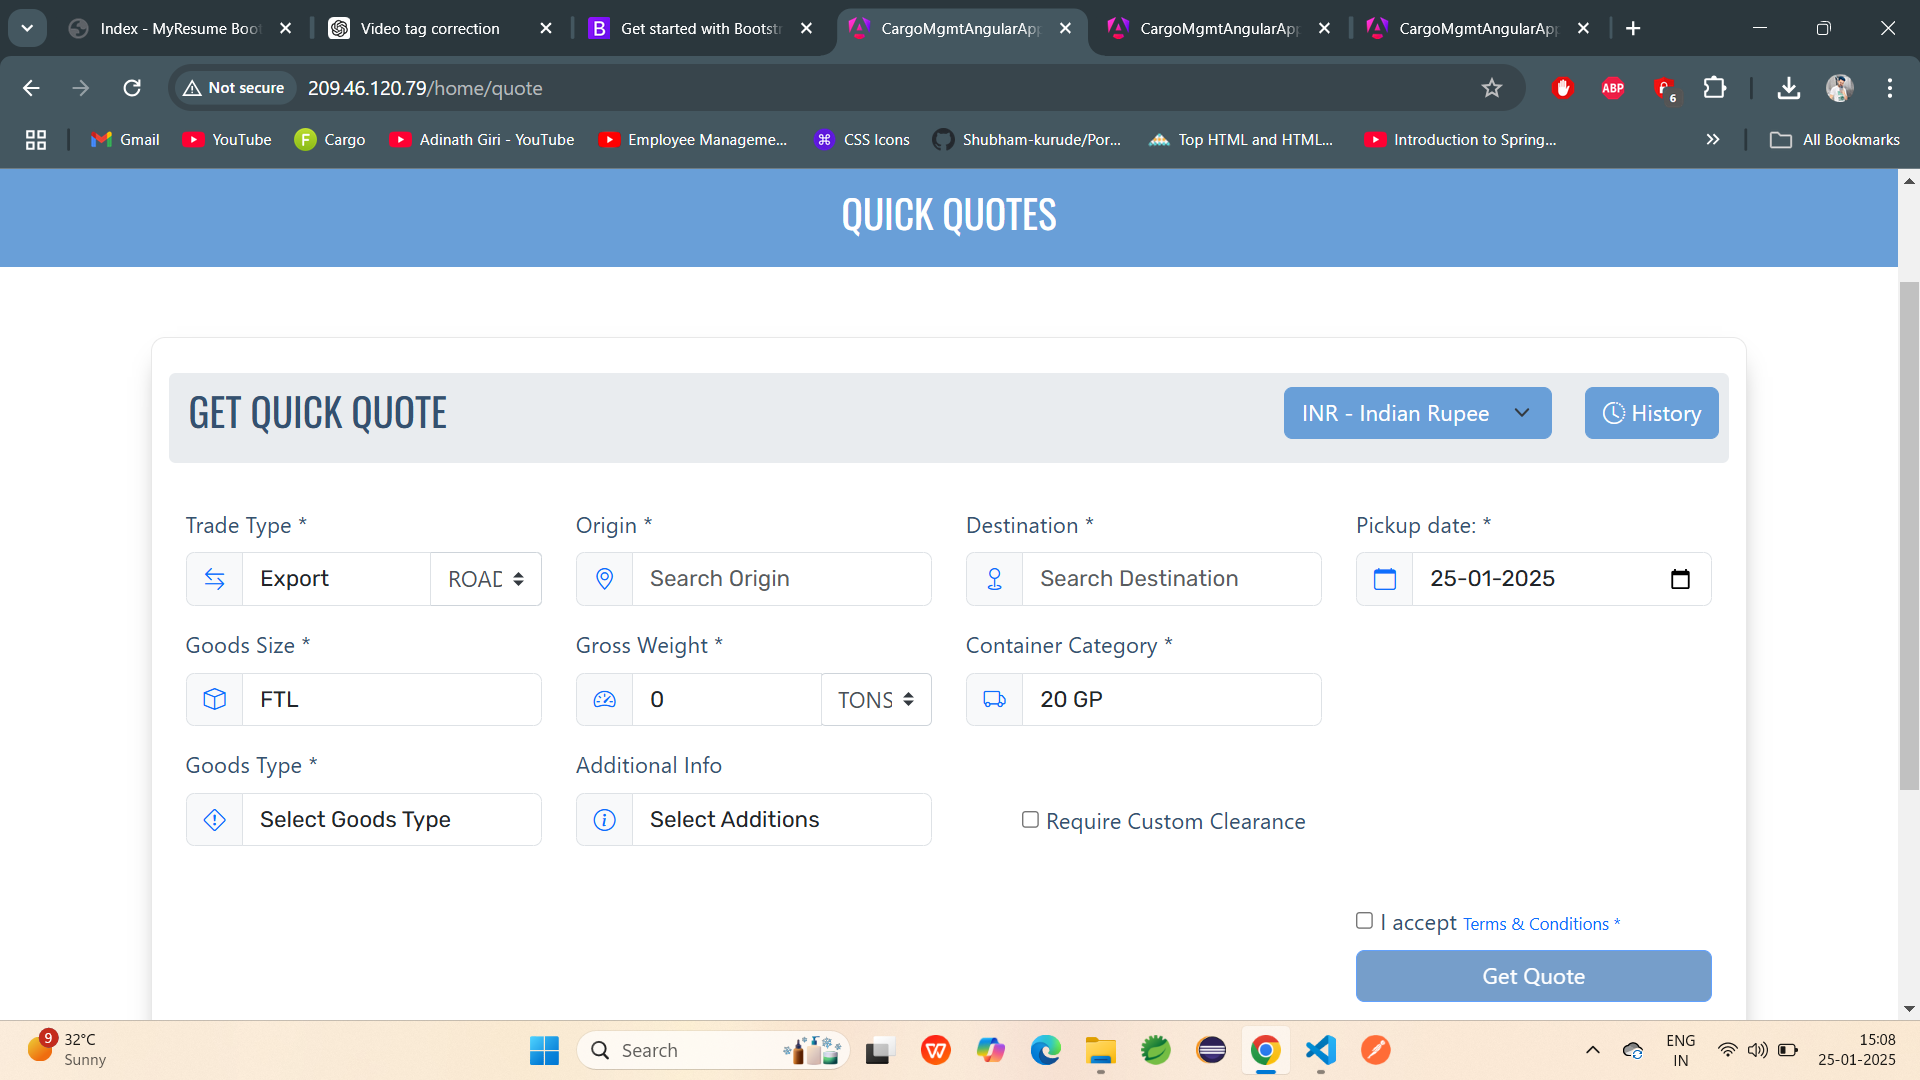 Index - MyResume Boot
Video tag correction
Get started with Bootstr
CargoMgmtAngularApp
CargoMgmtAngularApp
CargoMgmtAngularApp
Not secure
209.46.120.79/home/quote
ABP
6
Gmail
YouTube
F
Cargo
Adinath Giri - YouTube
Employee Manageme...
CSS Icons
Shubham-kurude/Por...
Top HTML and HTML...
Introduction to Spring...
All Bookmarks
QUICK QUOTES
GET QUICK QUOTE
INR - Indian Rupee
History
Trade Type *
Origin *
Destination *
Pickup date: *
Export
ROAD
Search Origin
Search Destination
25-01-2025
Goods Size *
Gross Weight *
Container Category *
FTL
0
TONS
20 GP
Goods Type *
Additional Info
Select Goods Type
Select Additions
Require Custom Clearance
I accept Terms & Conditions *
Get Quote
9
32°C
Sunny
Search
ENG
IN
15:08
25-01-2025